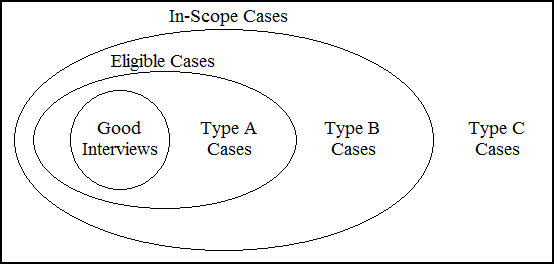 In-Scope Cases
Eligible Cases
Good
Interviews
Type A
Cases
Type B
Cases
Type C
Cases